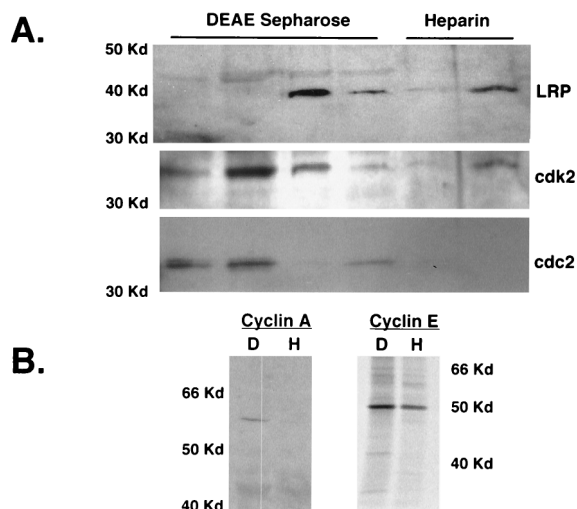 A.
DEAE Sepharose
Heparin
50 Kd
40 Kd
LRP
30 Kd
cdk2
30 Kd
cdc2
30 Kd
B.
Cyclin A
Cyclin E
D H
D H
66 Kd
66 Kd
50 Kd
50 Kd
40 Kd
40 Kd